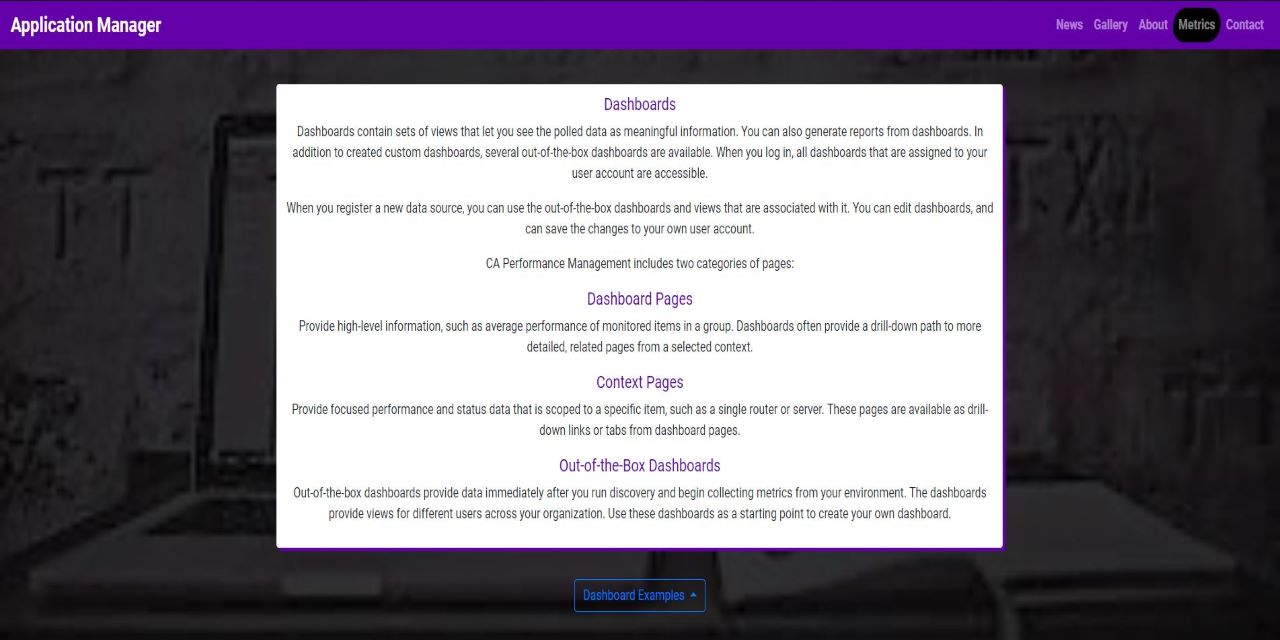 Application Manager
News Gallery About Metrics Contact
Dashboards
Dashboards contain sets of views that let you see the polled data as meaningful information. You can also generate reports from dashboards. In
addition to created custom dashboards, several out-of-the-box dashboards are available. When you log in, all dashboards that are assigned to your
user account are accessible.
When you register a new data source, you can use the out-of-the-box dashboards and views that are associated with it. You can edit dashboards, and
can save the changes to your own user account.
CA Performance Management includes two categories of pages:
Dashboard Pages
Provide high-level information, such as average performance of monitored items in a group. Dashboards often provide a drill-down path to more
detailed, related pages from a selected context.
Context Pages
Provide focused performance and status data that is scoped to a specific item, such as a single router or server. These pages are available as drill-
down links or tabs from dashboard pages.
Out-of-the-Box Dashboards
Out-of-the-box dashboards provide data immediately after you run discovery and begin collecting metrics from your environment. The dashboards
provide views for different users across your organization. Use these dashboards as a starting point to create your own dashboard.
Dashboard Examples